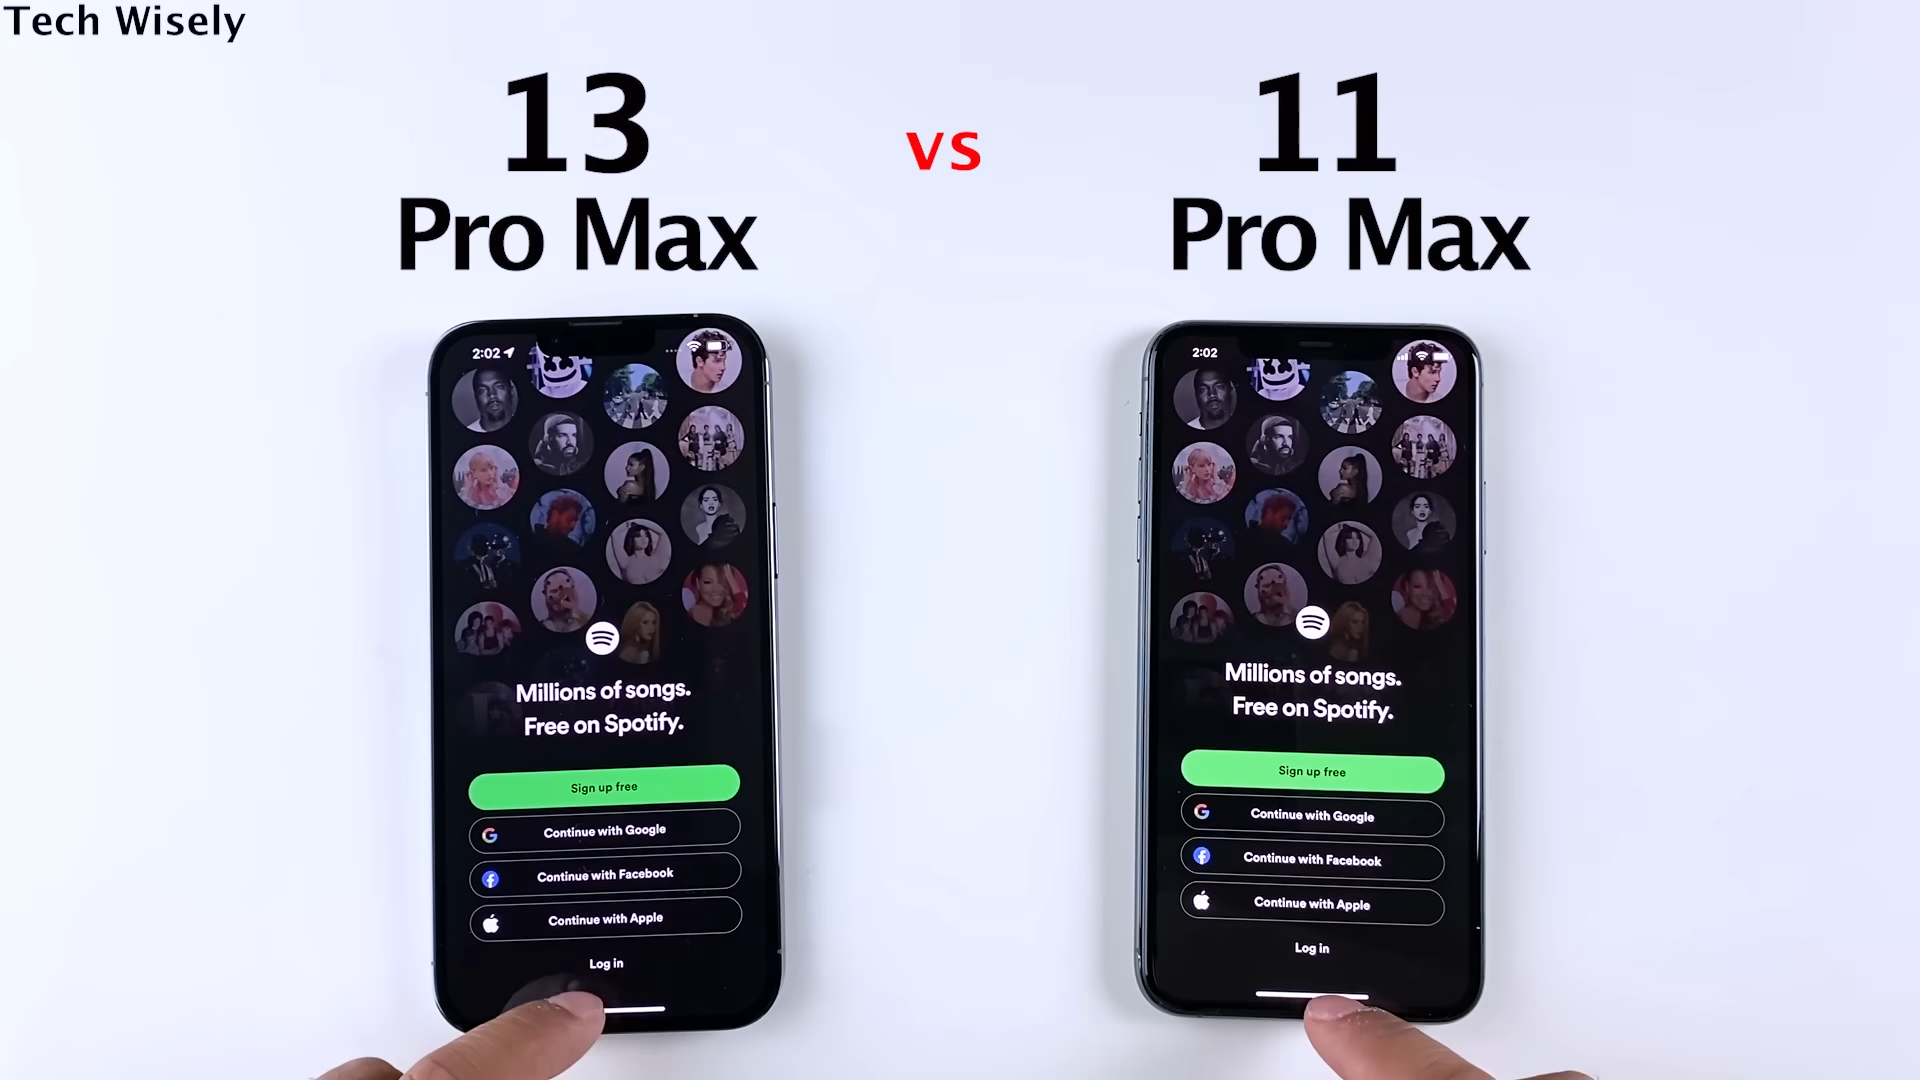 Tech Wisely
13
Pro Max
vs
11
Pro Max
2:02
Millions of songs.
Free on Spotify.
Sign up free
Continue with Google
Continue with Facebook
Continue with Apple
Log in
2:02
Millions of songs.
Free on Spotify.
Sign up free
Continue with Google
Continue with Facebook
Continue with Apple
Log in